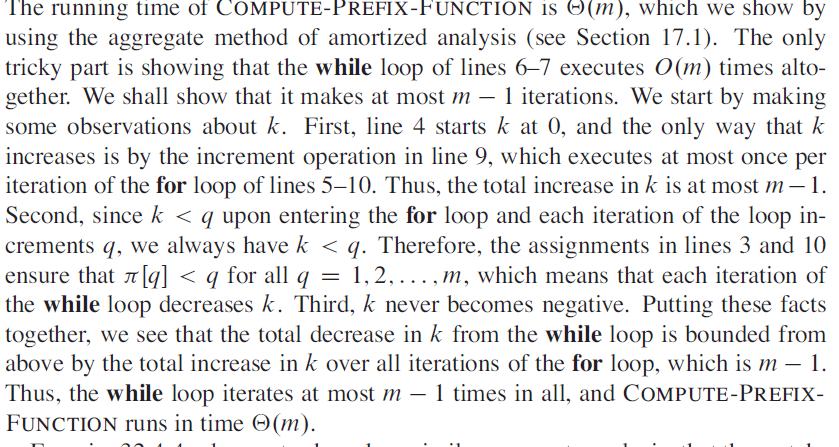 The running time of COMPUTE-PREFIX-FUNCTION is Θ(m), which we show by
using the aggregate method of amortized analysis (see Section 17.1). The only
tricky part is showing that the while loop of lines 6–7 executes O(m) times alto-
gether. We shall show that it makes at most m − 1 iterations. We start by making
some observations about k. First, line 4 starts k at 0, and the only way that k
increases is by the increment operation in line 9, which executes at most once per
iteration of the for loop of lines 5–10. Thus, the total increase in k is at most m − 1.
Second, since k < q upon entering the for loop and each iteration of the loop in-
crements q, we always have k < q. Therefore, the assignments in lines 3 and 10
ensure that π[q] < q for all q = 1, 2, . . . , m, which means that each iteration of
the while loop decreases k. Third, k never becomes negative. Putting these facts
together, we see that the total decrease in k from the while loop is bounded from
above by the total increase in k over all iterations of the for loop, which is m − 1.
Thus, the while loop iterates at most m − 1 times in all, and COMPUTE-PREFIX-
FUNCTION runs in time Θ(m).